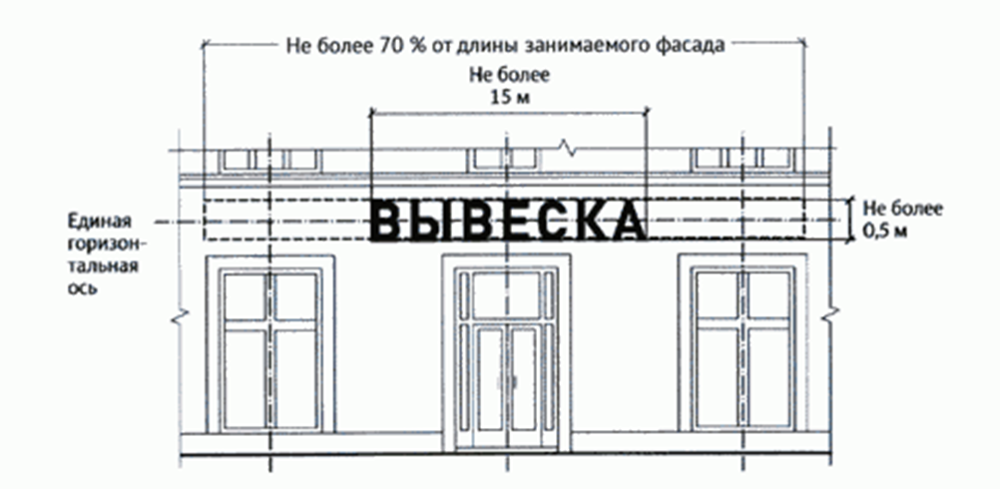 Не более 70 % от длины занимаемого фасада
Не более
15 м
ВЫВЕСКА
Единая
горизон-
тальная
ось
Не более
0,5 м